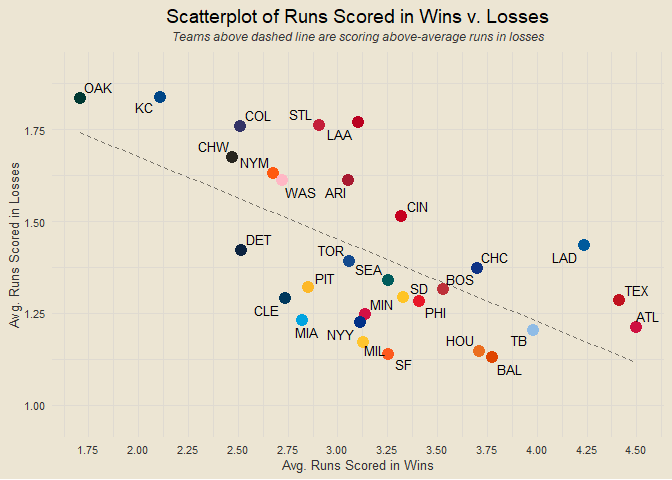 Scatterplot of Runs Scored in Wins v. Losses
Teams above dashed line are scoring above-average runs in losses
OAK
KC
COL
STL
LAA
CHW
NYM
WAS
ARI
CIN
DET
TOR
SEA
CHC
LAD
PIT
BOS
SD
CLE
MIN
PHI
TEX
MIA
NYY
ATL
MIL
SF
HOU
TB
BAL
1.75
1.50
1.25
1.00
Avg. Runs Scored in Losses
1.75 2.00 2.25 2.50 2.75 3.00 3.25 3.50 3.75 4.00 4.25 4.50
Avg. Runs Scored in Wins